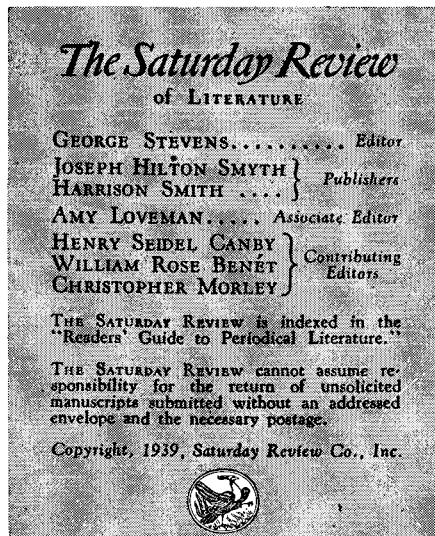 The Saturday Review
of LITERATURE
GEORGE STEVENS.......... Editor
JOSEPH HILTON SMYTH
HARRISON SMITH .... } Publishers
AMY LOVEMAN..... Associate Editor
HENRY SEIDEL CANBY
WILLIAM ROSE BENÉT } Contributing
CHRISTOPHER MORLEY Editors
THE SATURDAY REVIEW is indexed in the
"Readers' Guide to Periodical Literature."
THE SATURDAY REVIEW cannot assume re-
sponsibility for the return of unsolicited
manuscripts submitted without an addressed
envelope and the necessary postage.
Copyright, 1939, Saturday Review Co., Inc.